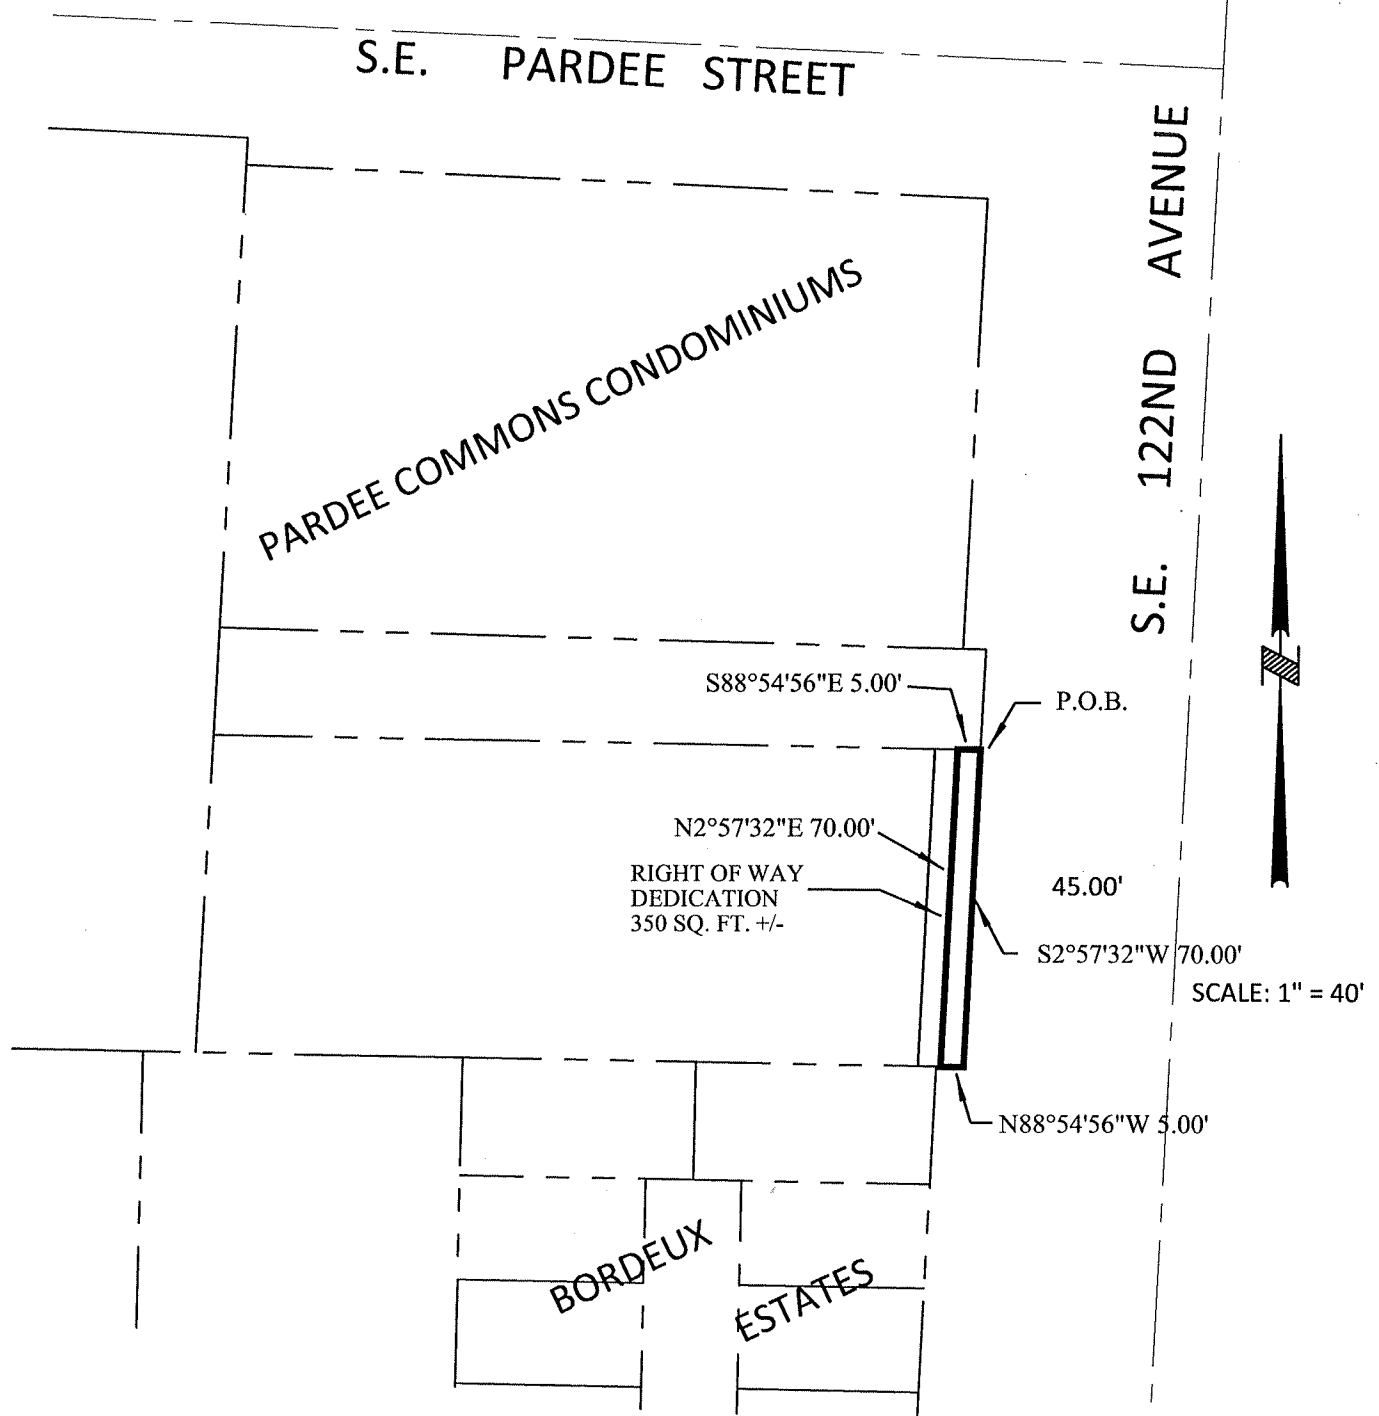 S.E. PARDEE STREET
S.E. 122ND AVENUE
PARDEE COMMONS CONDOMINIUMS
S88°54'56"E 5.00'
P.O.B.
N2°57'32"E 70.00'
RIGHT OF WAY
DEDICATION
350 SQ. FT. +/-
45.00'
S2°57'32"W 70.00'
SCALE: 1" = 40'
N88°54'56"W 5.00'
BORDEUX
ESTATES
N